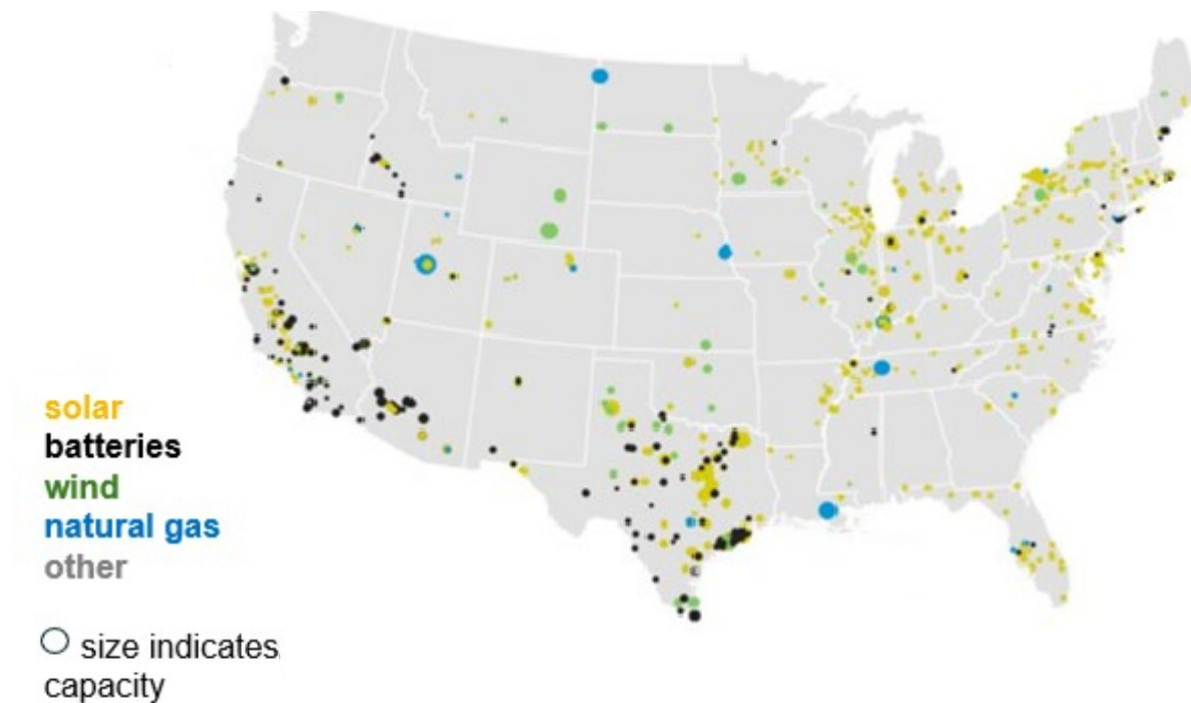 solar
batteries
wind
natural gas
other
size indicates
capacity